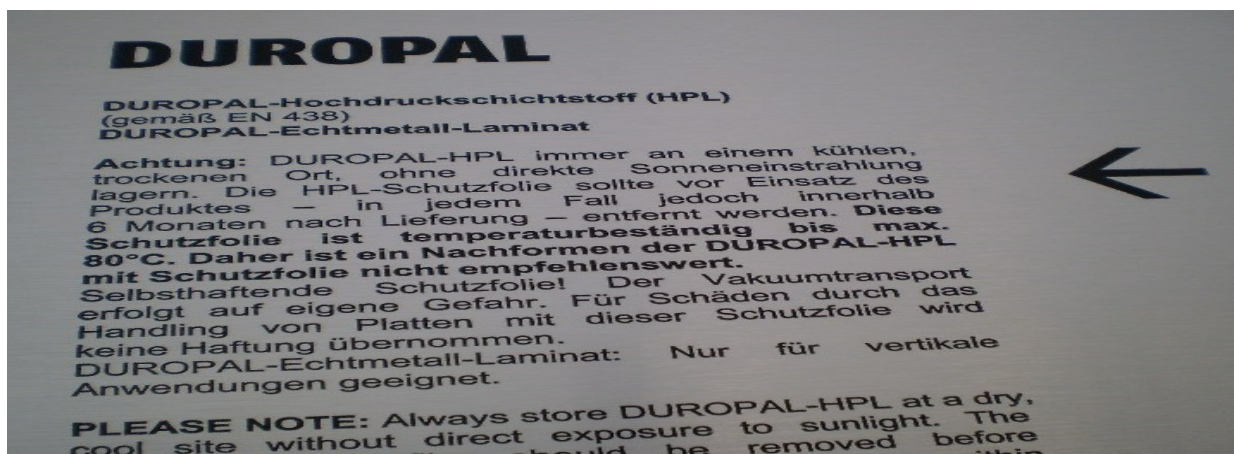 DUROPAL
DUROPAL-Hochdruckschichtstoff (HPL)
(gemäß EN 438)
DUROPAL-Echtmetall-Laminat
Achtung: DUROPAL-HPL immer an einem kühlen,
trockenen Ort, ohne direkte Sonneneinstrahlung
lagern. Die HPL-Schutzfolie sollte vor Einsatz des
Produktes – in jedem Fall jedoch innerhalb
6 Monaten nach Lieferung – entfernt werden. Diese
Schutzfolie ist temperaturbeständig bis max.
80°C. Daher ist ein Nachformen der DUROPAL-HPL
mit Schutzfolie nicht empfehlenswert.
Selbsthaftende Schutzfolie! Der Vakuumtransport
erfolgt auf eigene Gefahr. Für Schäden durch das
Handling von Platten mit dieser Schutzfolie wird
keine Haftung übernommen.
DUROPAL-Echtmetall-Laminat: Nur für vertikale
Anwendungen geeignet.
PLEASE NOTE: Always store DUROPAL-HPL at a dry,
cool site without direct exposure to sunlight. The
should be removed before